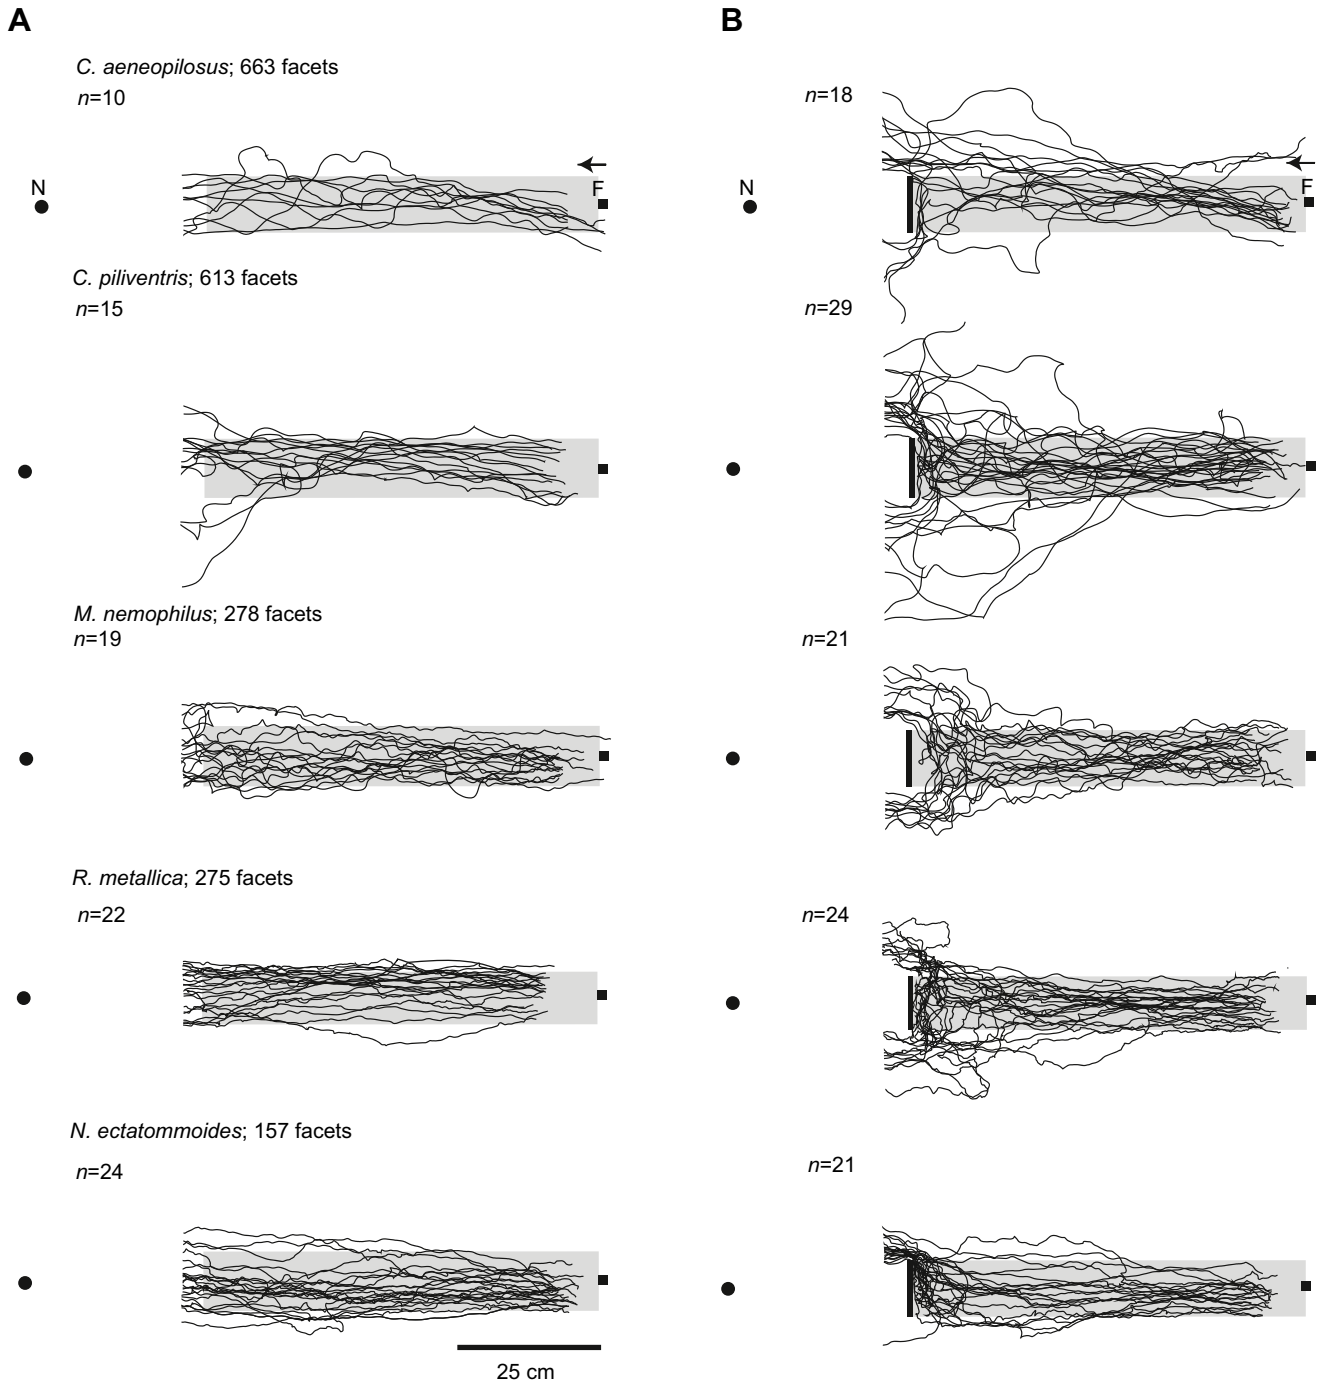 A
B
C. aeneopilosus; 663 facets
n=10
n=18
N
F
N
F
C. piliventris; 613 facets
n=15
n=29
M. nemophilus; 278 facets
n=19
n=21
R. metallica; 275 facets
n=22
n=24
N. ectatommoides; 157 facets
n=24
n=21
25 cm